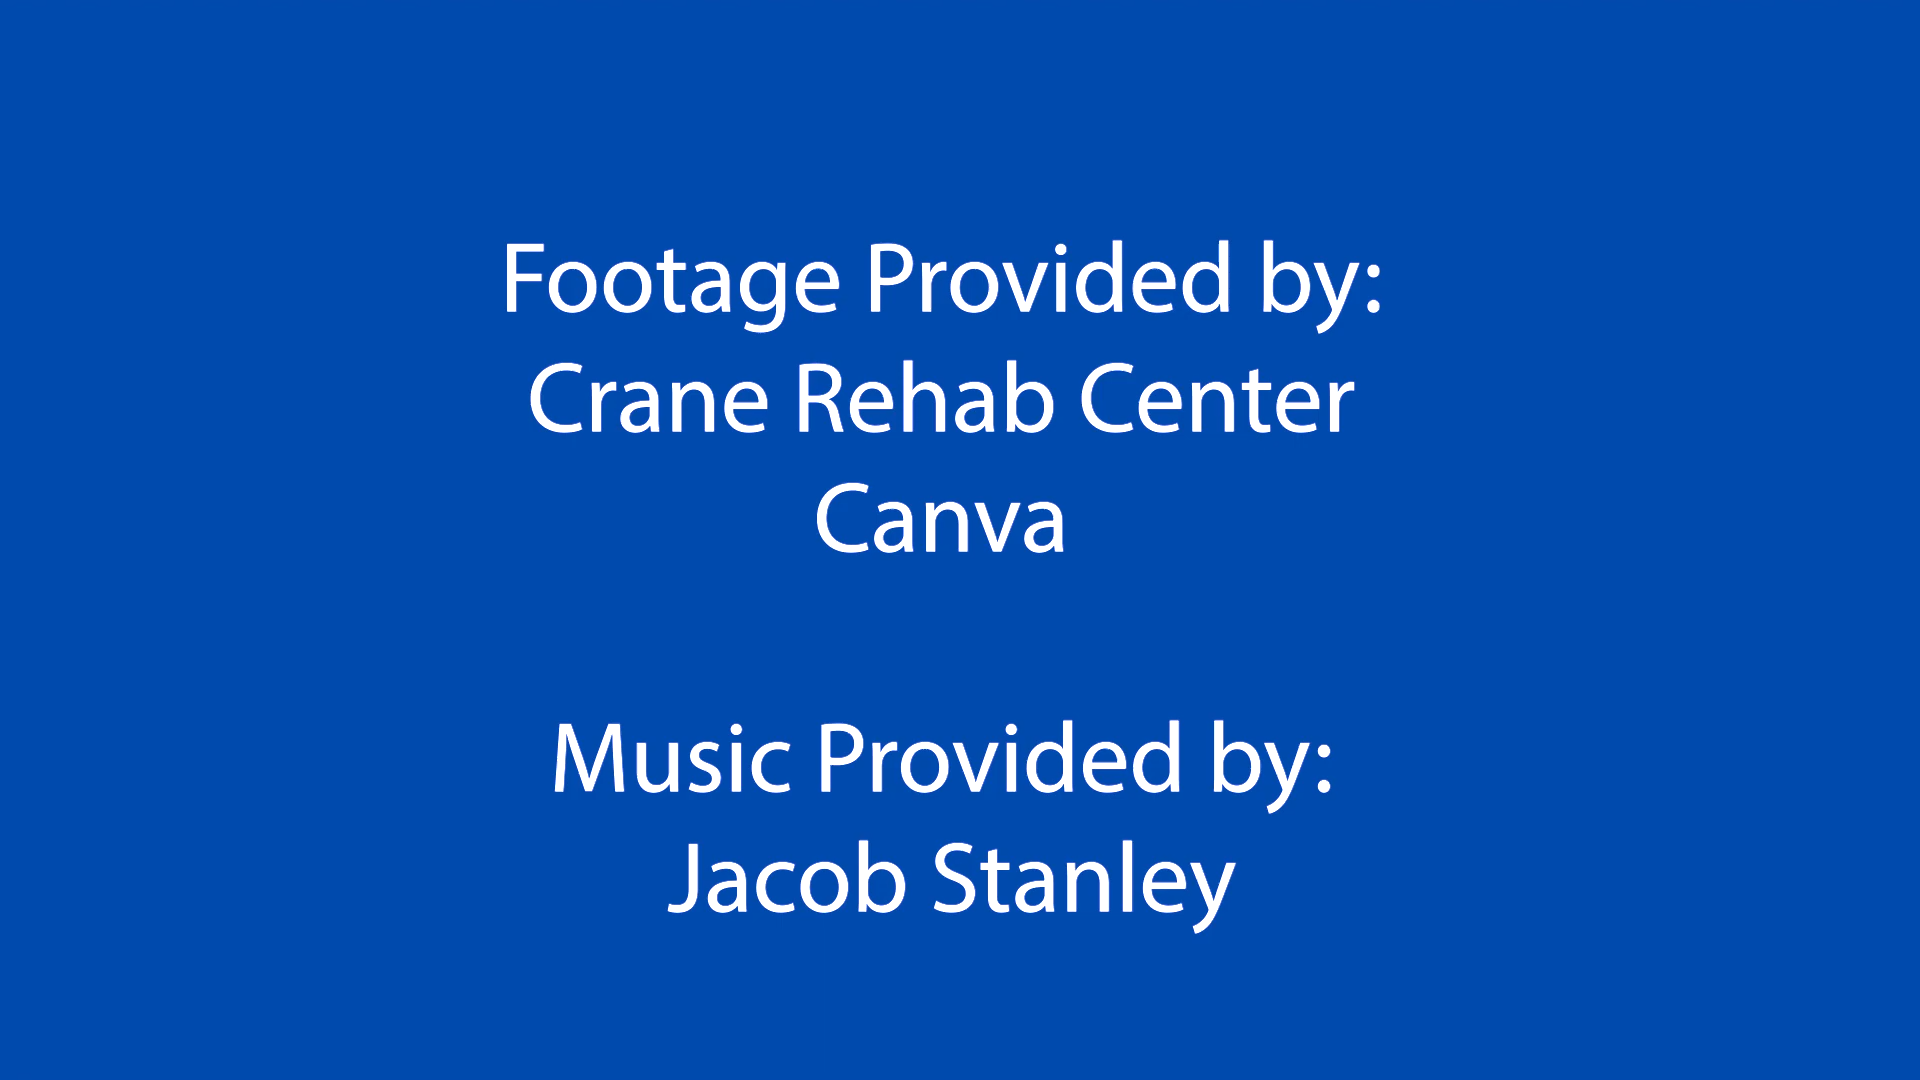 Footage Provided by:
Crane Rehab Center
Canva
Music Provided by:
Jacob Stanley